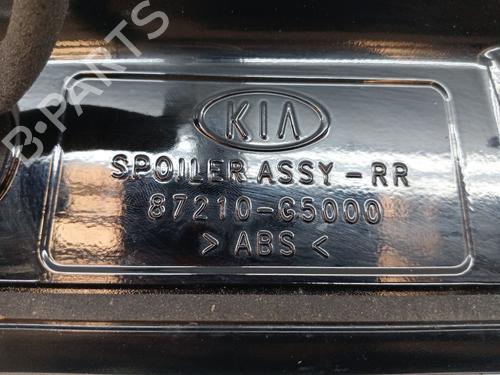 KIA
SPOILER ASSY-RR
87210-G5000
>ABS<
B-PARTS